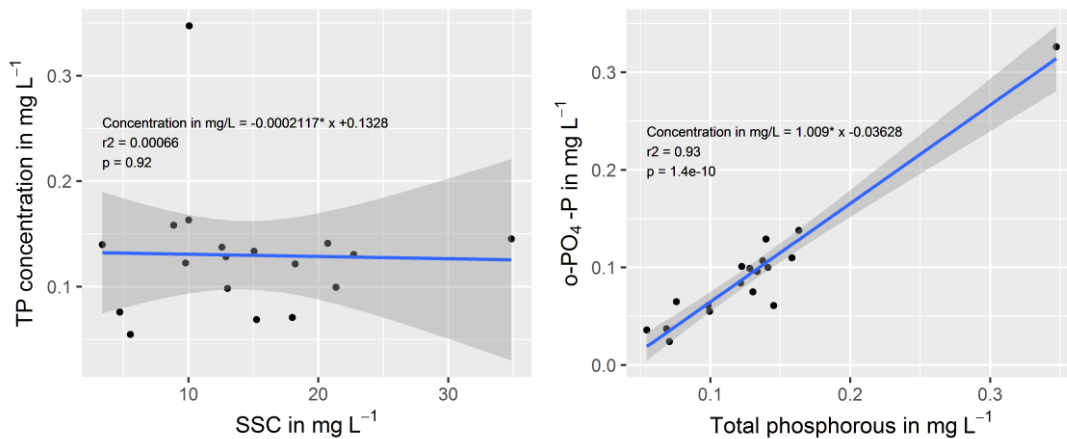 TP concentration in mg L⁻¹
0.3
0.2
0.1
Concentration in mg/L = -0.0002117* x +0.1328
r2 = 0.00066
p = 0.92
10
20
30
SSC in mg L⁻¹
o-PO₄ -P in mg L⁻¹
0.3
0.2
0.1
0.0
Concentration in mg/L = 1.009* x -0.03628
r2 = 0.93
p = 1.4e-10
0.1
0.2
0.3
Total phosphorous in mg L⁻¹